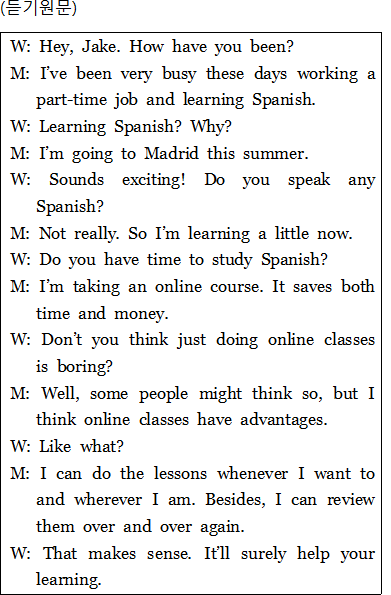 (듣기원문)
W: Hey, Jake. How have you been?
M: I've been very busy these days working a
part-time job and learning Spanish.
W: Learning Spanish? Why?
M: I'm going to Madrid this summer.
W: Sounds exciting! Do you speak any
Spanish?
M: Not really. So I'm learning a little now.
W: Do you have time to study Spanish?
M: I'm taking an online course. It saves both
time and money.
W: Don't you think just doing online classes
is boring?
M: Well, some people might think so, but I
think online classes have advantages.
W: Like what?
M: I can do the lessons whenever I want to
and wherever I am. Besides, I can review
them over and over again.
W: That makes sense. It'll surely help your
learning.